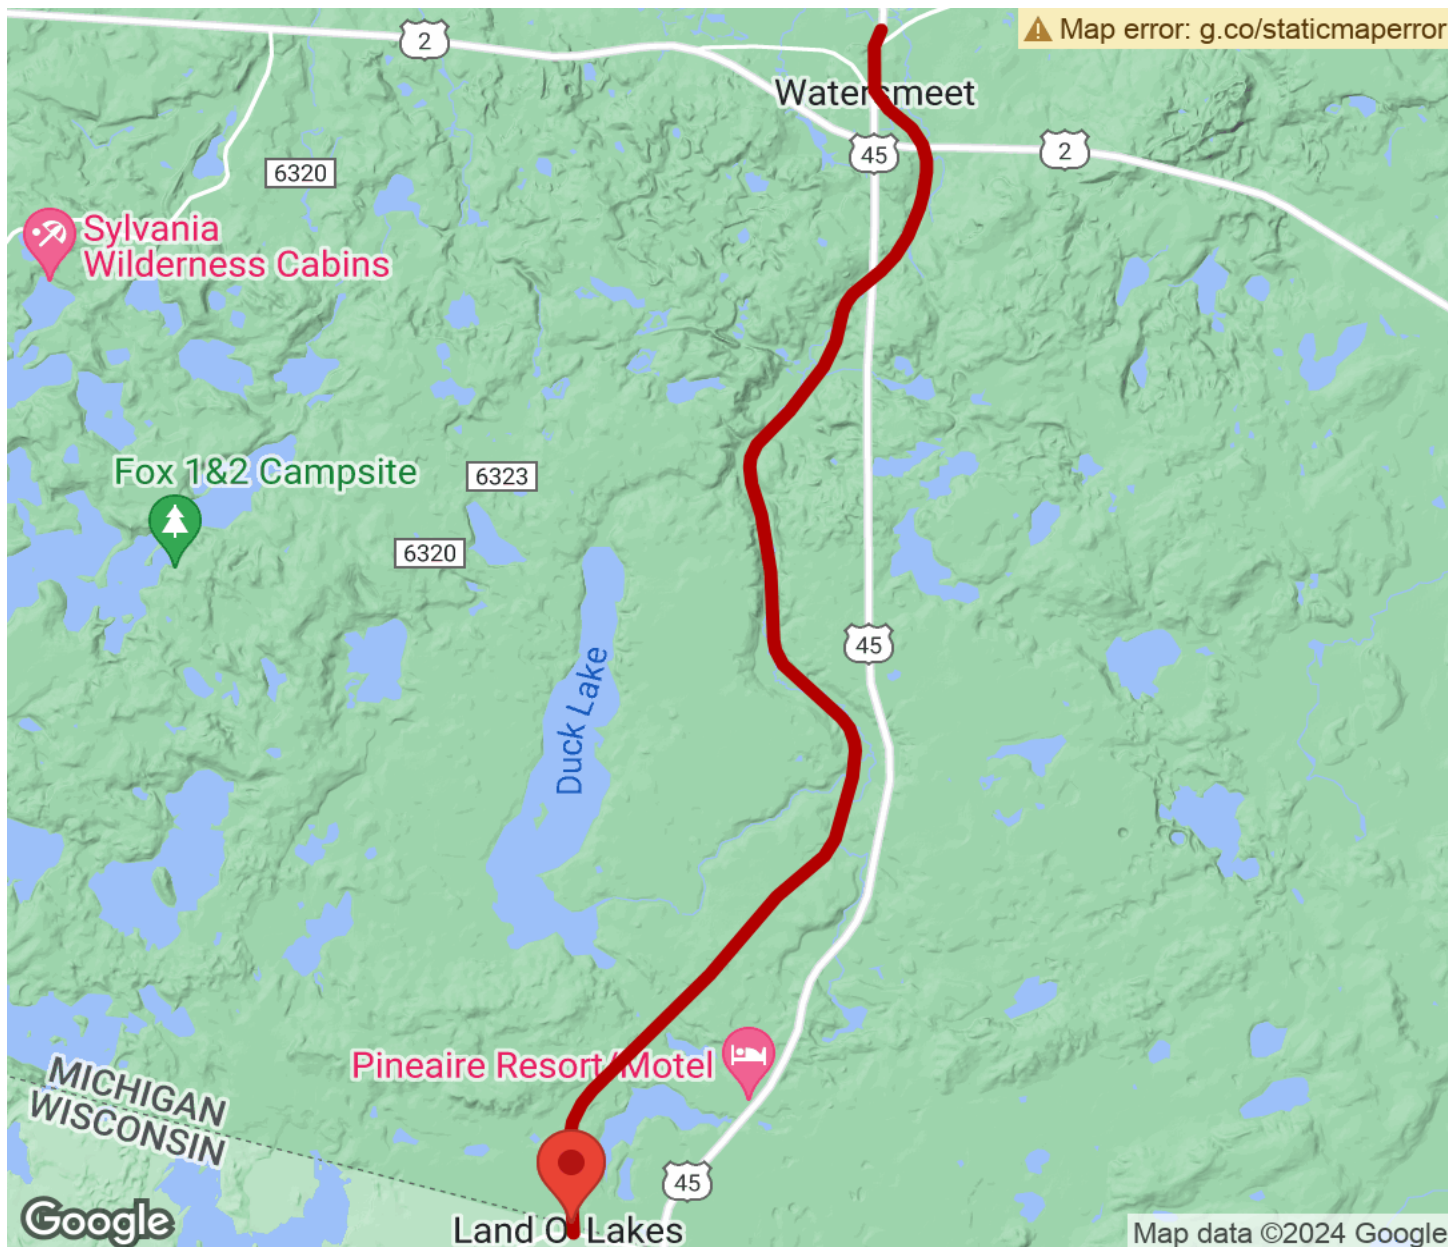 Map error: g.co/staticmaperror
2
Watersmeet
45
2
6320
Sylvania
Wilderness Cabins
Fox 1&2 Campsite
6323
6320
45
Duck Lake
Pineaire Resort/Motel
MICHIGAN
WISCONSIN
45
Google
Land O' Lakes
Map data ©2024 Google